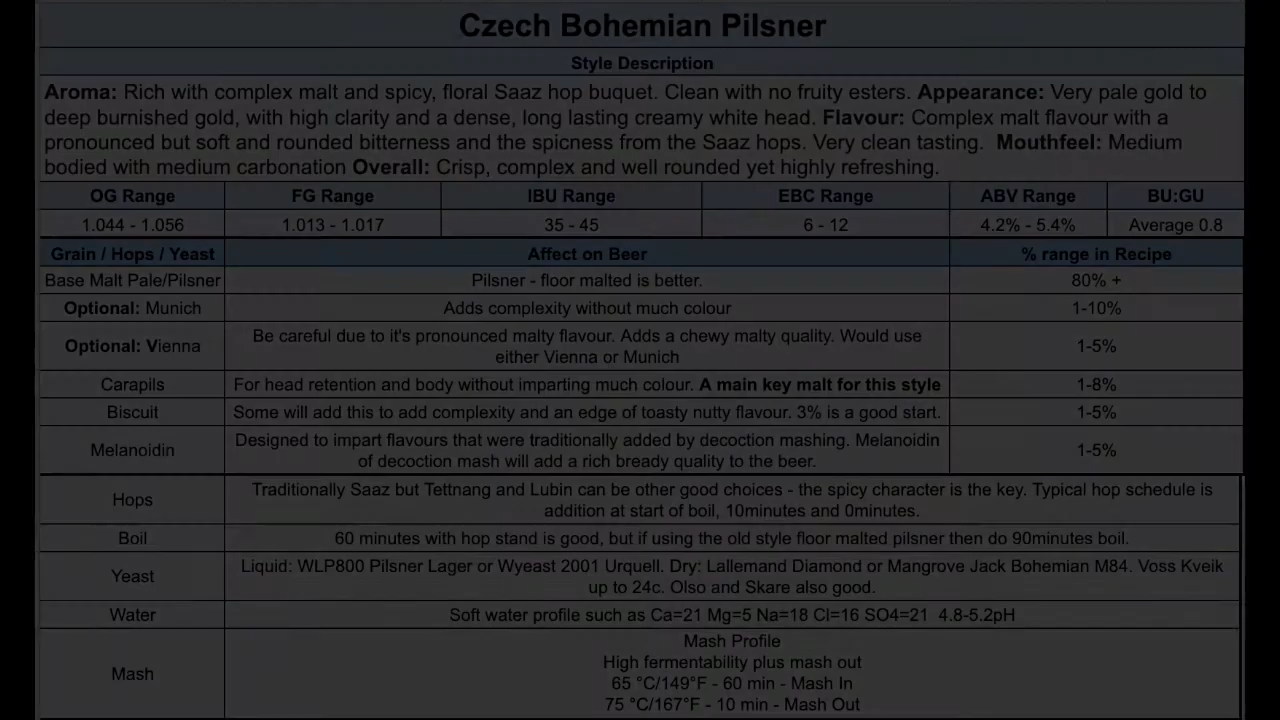 Czech Bohemian Pilsner
Style Description
Aroma: Rich with complex malt and spicy, floral Saaz hop buquet. Clean with no fruity esters. Appearance: Very pale gold to
deep burnished gold, with high clarity and a dense, long lasting creamy white head. Flavour: Complex malt flavour with a
pronounced but soft and rounded bitterness and the spicness from the Saaz hops. Very clean tasting. Mouthfeel: Medium
bodied with medium carbonation Overall: Crisp, complex and well rounded yet highly refreshing.
OG Range FG Range IBU Range EBC Range ABV Range BU:GU
1.044 - 1.056 1.013 - 1.017 35 - 45 6 - 12 4.2% - 5.4% Average 0.8
Grain / Hops / Yeast Affect on Beer % range in Recipe
Base Malt Pale/Pilsner Pilsner - floor malted is better. 80% +
Optional: Munich Adds complexity without much colour 1-10%
Optional: Vienna Be careful due to it's pronounced malty flavour. Adds a chewy malty quality. Would use
either Vienna or Munich 1-5%
Carapils For head retention and body without imparting much colour. A main key malt for this style 1-8%
Biscuit Some will add this to add complexity and an edge of toasty nutty flavour. 3% is a good start. 1-5%
Melanoidin Designed to impart flavours that were traditionally added by decoction mashing. Melanoidin
of decoction mash will add a rich bready quality to the beer. 1-5%
Hops Traditionally Saaz but Tettnang and Lubin can be other good choices - the spicy character is the key. Typical hop schedule is
addition at start of boil, 10minutes and 0minutes.
Boil 60 minutes with hop stand is good, but if using the old style floor malted pilsner then do 90minutes boil.
Yeast Liquid: WLP800 Pilsner Lager or Wyeast 2001 Urquell. Dry: Lallemand Diamond or Mangrove Jack Bohemian M84. Voss Kveik
up to 24c. Olso and Skare also good.
Water Soft water profile such as Ca=21 Mg=5 Na=18 Cl=16 SO4=21 4.8-5.2pH
Mash Mash Profile
High fermentability plus mash out
65 °C/149°F - 60 min - Mash In
75 °C/167°F - 10 min - Mash Out